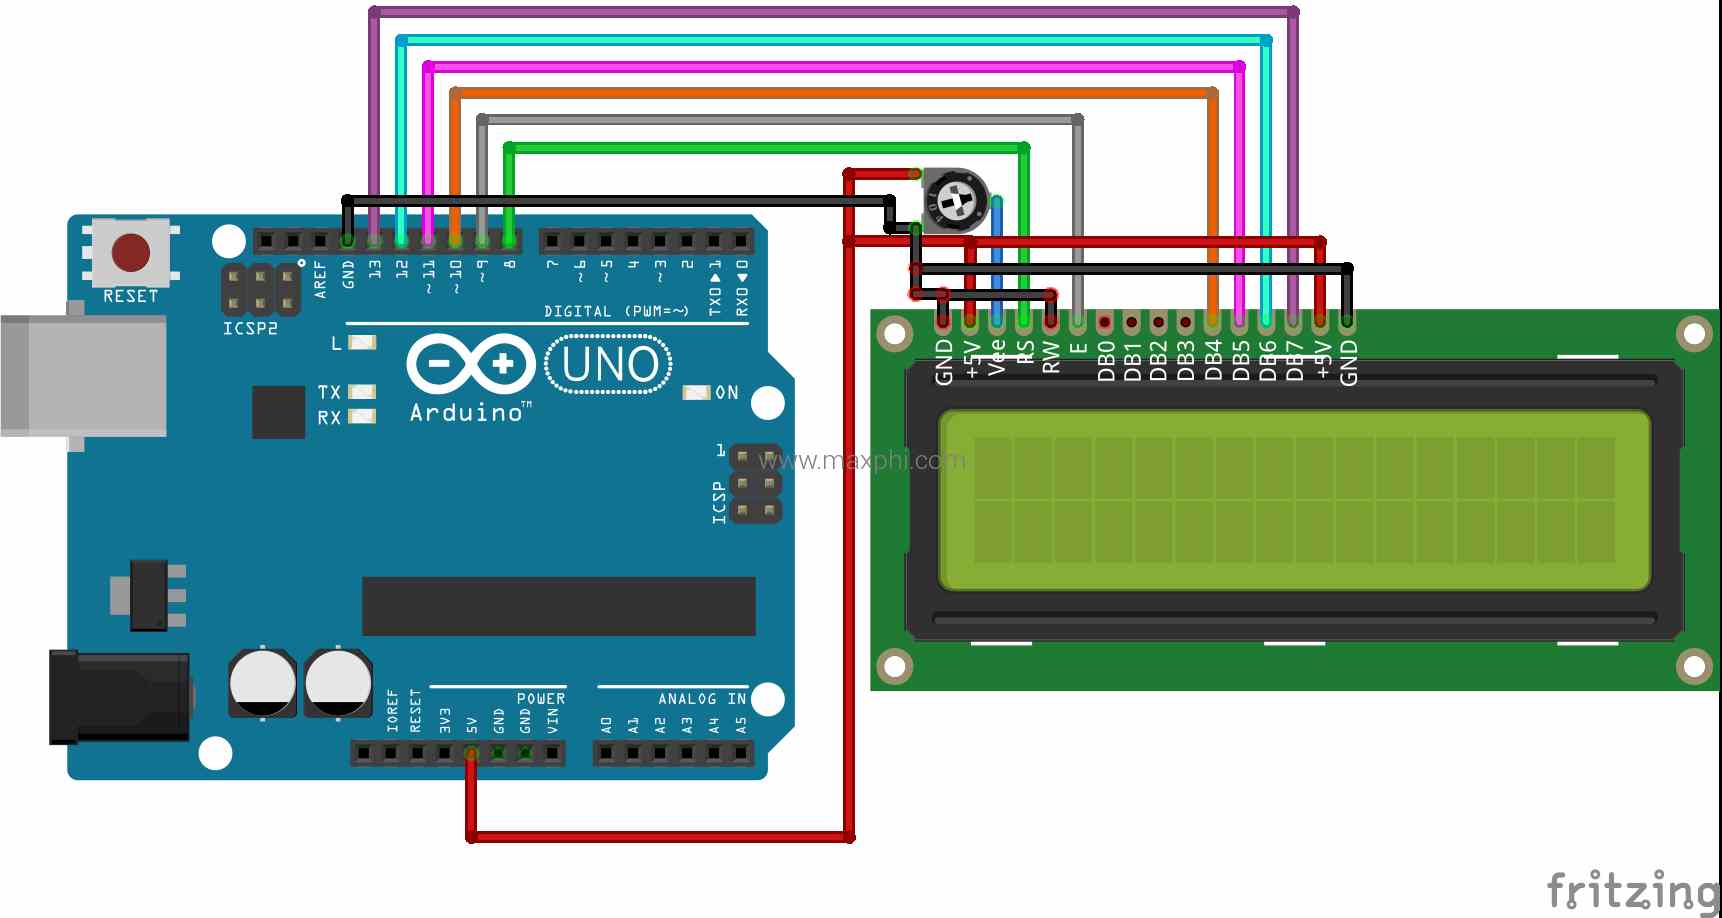 RESET
ICSP2
AREF
GND
13
12
~11
~10
~9
8
7
~6
~5
4
~3
2
TX0▶1
RX0◀0
DIGITAL (PWM=~)
L
TX
RX
UNO
Arduino™
ON
1
ICSP
www.maxphi.com
IOREF
RESET
3V3
5V
GND
GND
VIN
POWER
ANALOG IN
A0
A1
A2
A3
A4
A5
GND
+5V
Vee
RS
RW
E
DB0
DB1
DB2
DB3
DB4
DB5
DB6
DB7
+5V
GND
fritzing